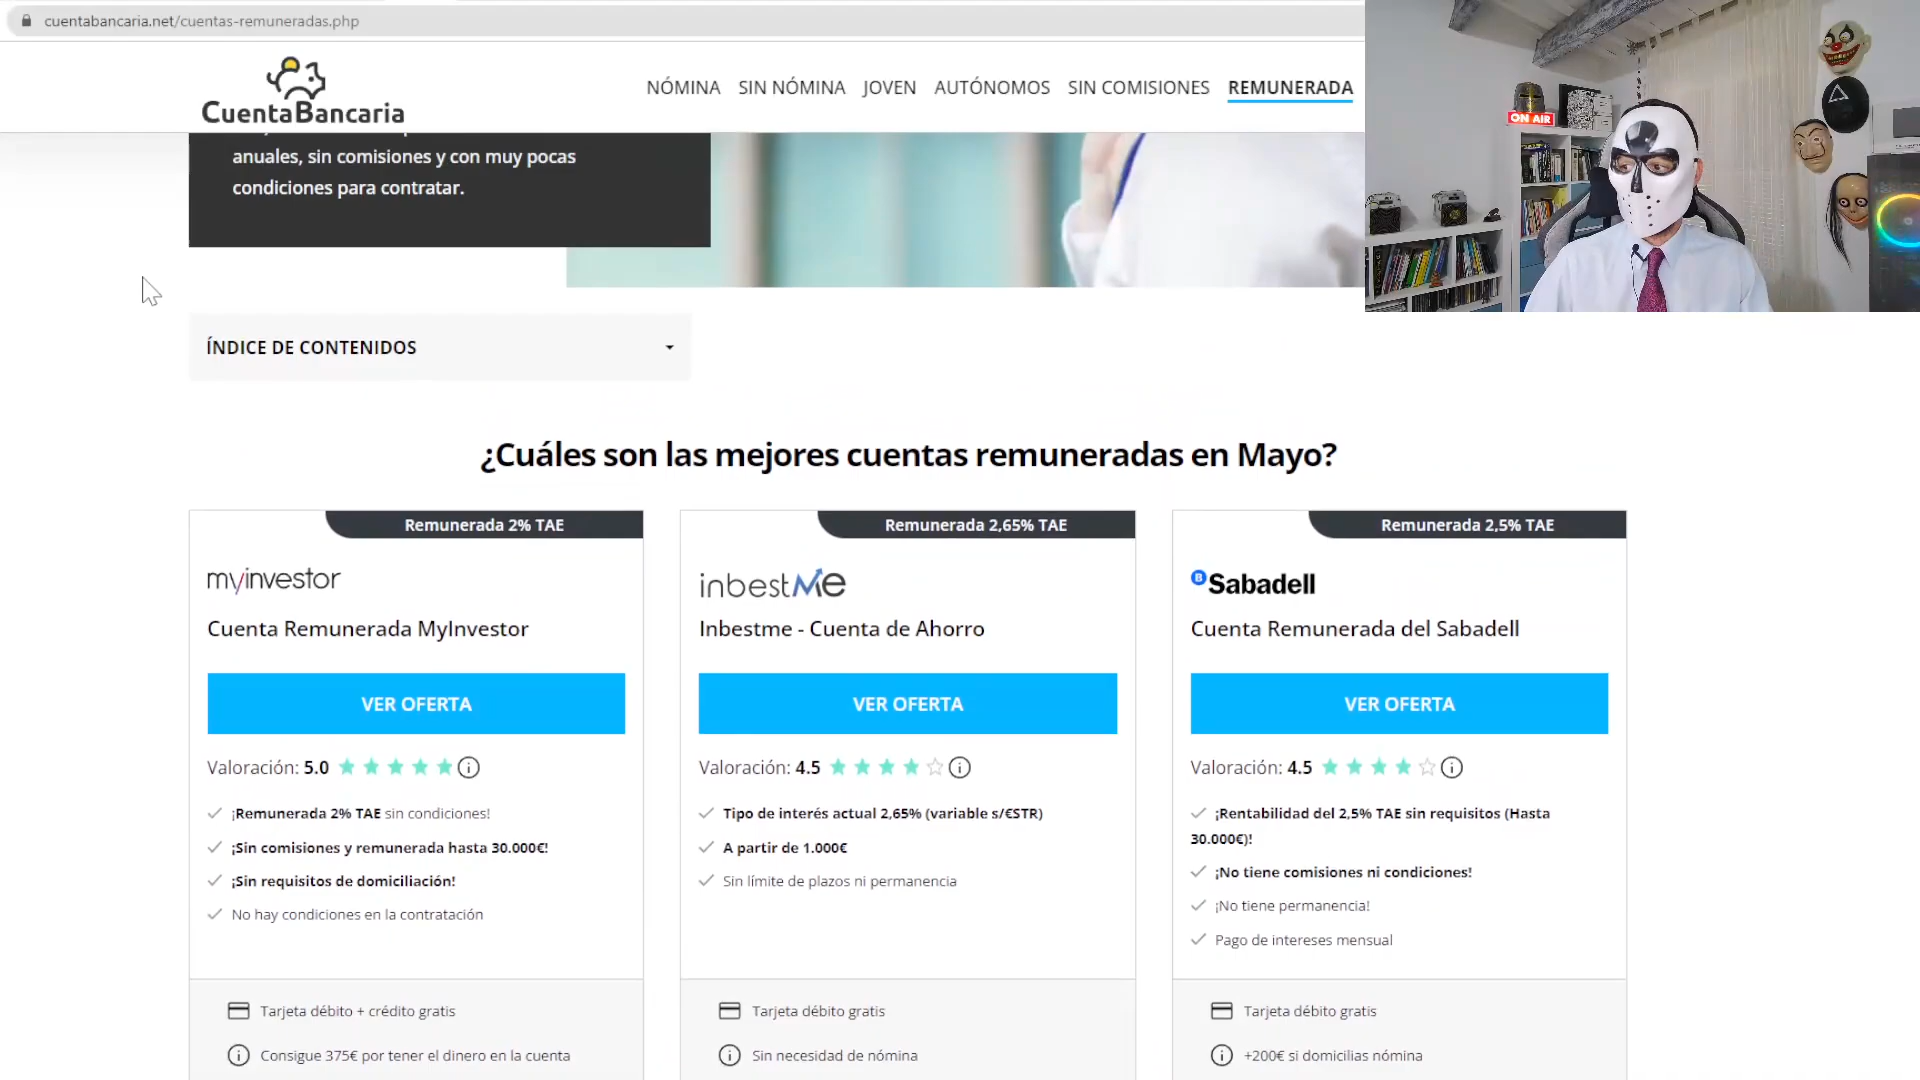 cuentabancaria.net/cuentas-remuneradas.php
CuentaBancaria
NÓMINA SIN NÓMINA JOVEN AUTÓNOMOS SIN COMISIONES REMUNERADA
ON AIR
anuales, sin comisiones y con muy pocas
condiciones para contratar.
ÍNDICE DE CONTENIDOS
¿Cuáles son las mejores cuentas remuneradas en Mayo?
Remunerada 2% TAE
myinvestor
Cuenta Remunerada MyInvestor
VER OFERTA
Valoración: 5.0
¡Remunerada 2% TAE sin condiciones!
¡Sin comisiones y remunerada hasta 30.000€!
¡Sin requisitos de domiciliación!
No hay condiciones en la contratación
Tarjeta débito + crédito gratis
Consigue 375€ por tener el dinero en la cuenta
Remunerada 2,65% TAE
inbestMe
Inbestme - Cuenta de Ahorro
VER OFERTA
Valoración: 4.5
Tipo de interés actual 2,65% (variable s/€STR)
A partir de 1.000€
Sin límite de plazos ni permanencia
Tarjeta débito gratis
Sin necesidad de nómina
Remunerada 2,5% TAE
B Sabadell
Cuenta Remunerada del Sabadell
VER OFERTA
Valoración: 4.5
¡Rentabilidad del 2,5% TAE sin requisitos (Hasta
30.000€)!
¡No tiene comisiones ni condiciones!
¡No tiene permanencia!
Pago de intereses mensual
Tarjeta débito gratis
+200€ si domicilias nómina